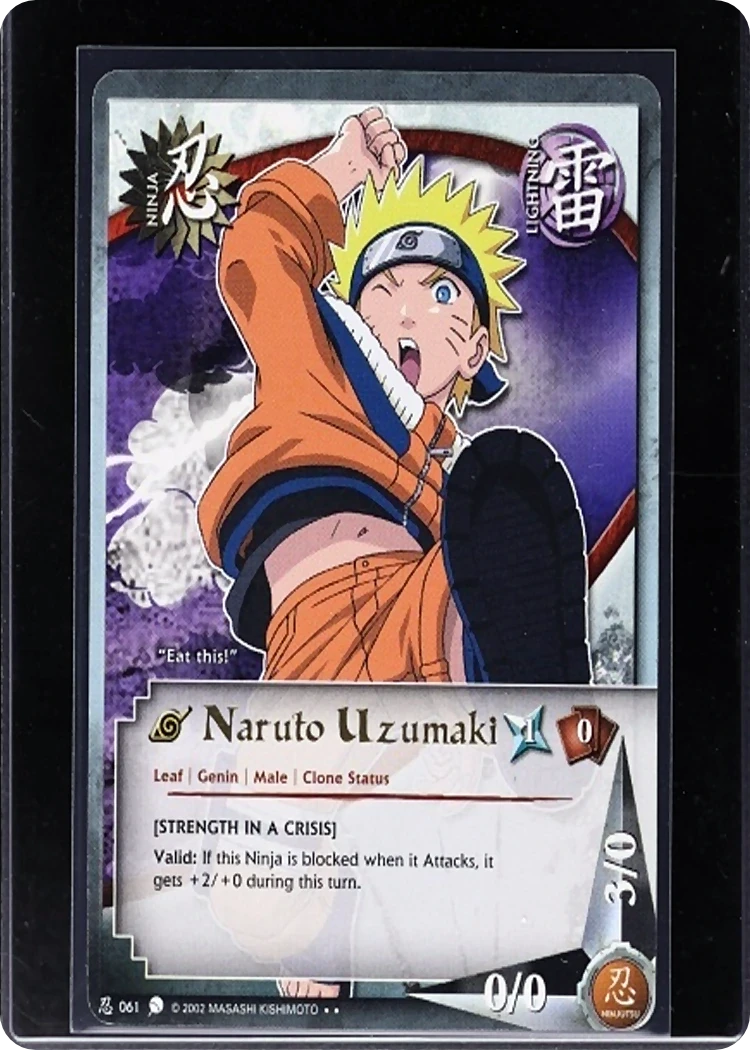 忍
NINJA
雷
LIGHTNING
"Eat this!"
Naruto Uzumaki 1 0
Leaf | Genin | Male | Clone Status
[STRENGTH IN A CRISIS]
Valid: If this Ninja is blocked when it Attacks, it
gets +2/+0 during this turn.
3/0
0/0
忍
NINJUTSU
忍 061 © 2002 MASASHI KISHIMOTO